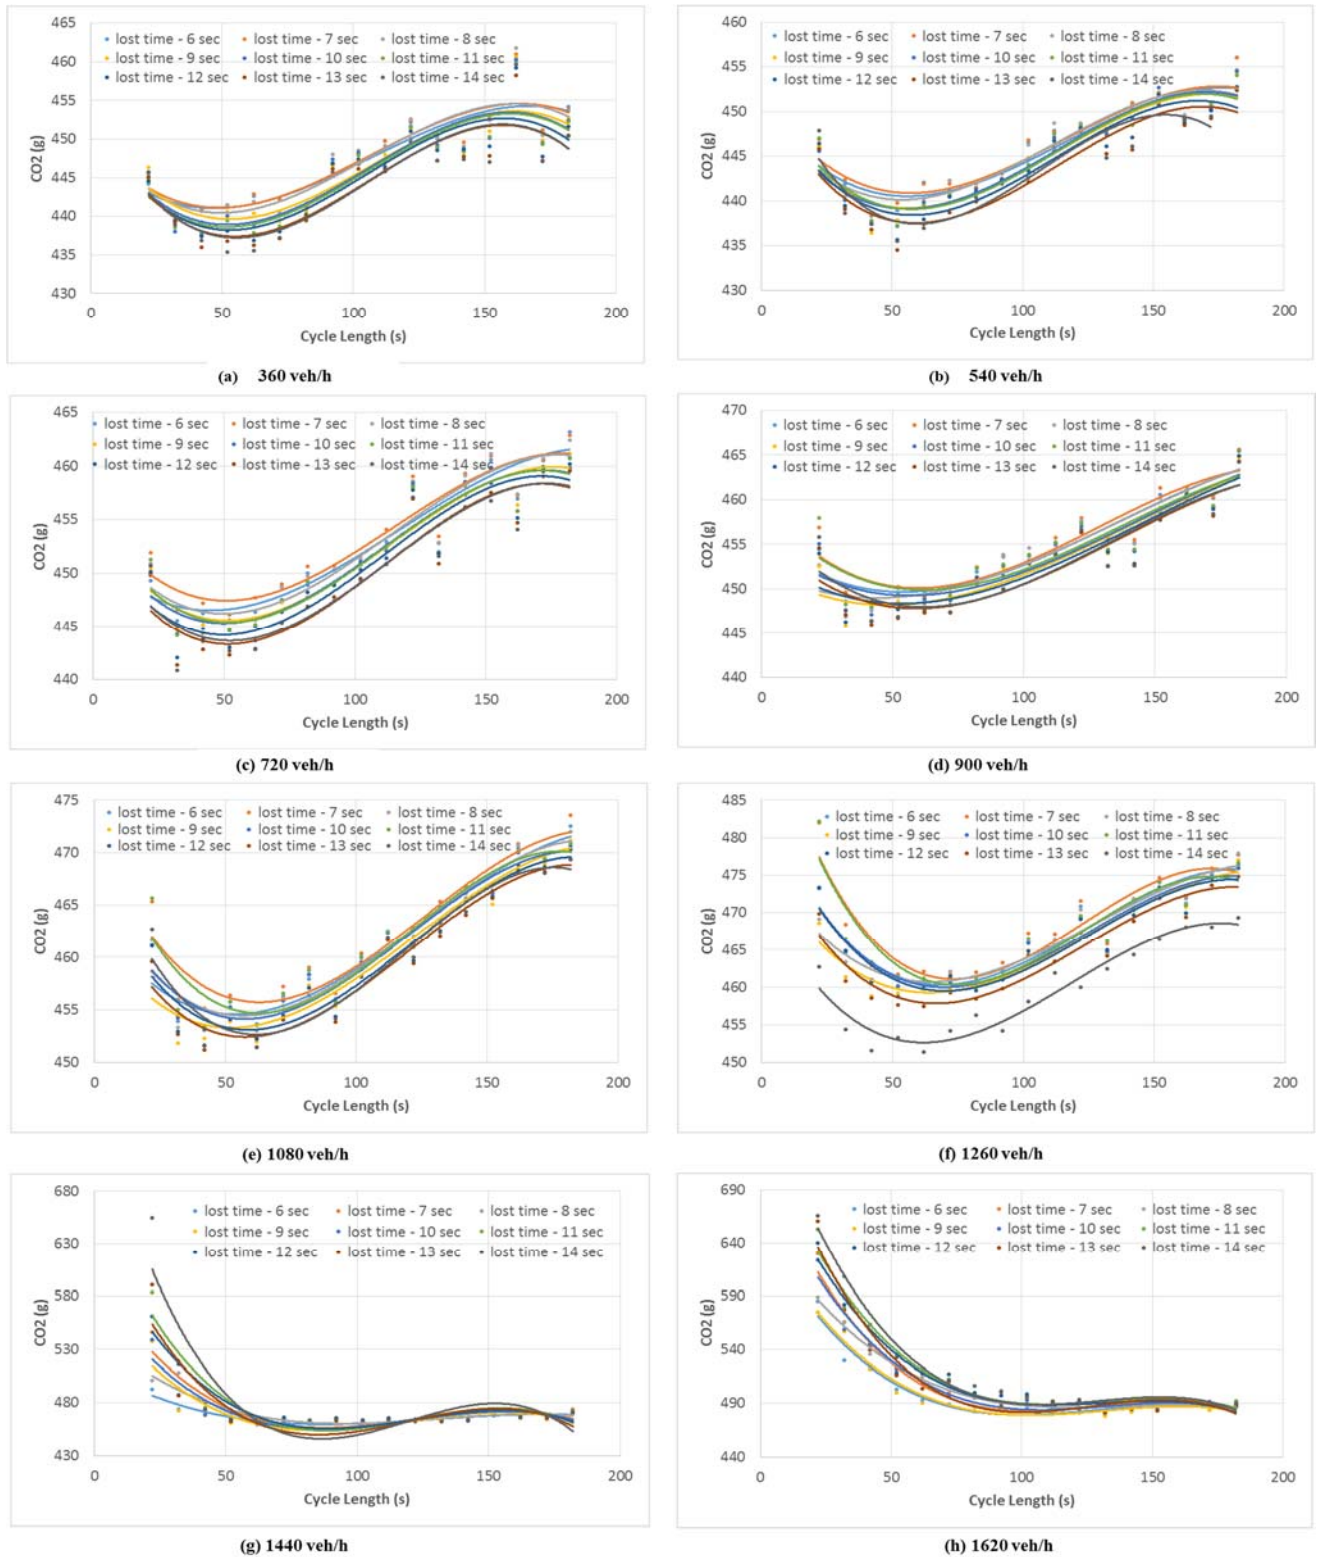 465
460
455
450
445
440
435
430
CO2 (g)
lost time - 6 sec lost time - 7 sec lost time - 8 sec
lost time - 9 sec lost time - 10 sec lost time - 11 sec
lost time - 12 sec lost time - 13 sec lost time - 14 sec
0 50 100 150 200
Cycle Length (s)
(a) 360 veh/h
460
455
450
445
440
435
430
CO2 (g)
lost time - 6 sec lost time - 7 sec lost time - 8 sec
lost time - 9 sec lost time - 10 sec lost time - 11 sec
lost time - 12 sec lost time - 13 sec lost time - 14 sec
0 50 100 150 200
Cycle Length (s)
(b) 540 veh/h
465
460
455
450
445
440
CO2 (g)
lost time - 6 sec lost time - 7 sec lost time - 8 sec
lost time - 9 sec lost time - 10 sec lost time - 11 sec
lost time - 12 sec lost time - 13 sec lost time - 14 sec
0 50 100 150 200
Cycle Length (s)
(c) 720 veh/h
470
465
460
455
450
445
440
CO2 (g)
lost time - 6 sec lost time - 7 sec lost time - 8 sec
lost time - 9 sec lost time - 10 sec lost time - 11 sec
lost time - 12 sec lost time - 13 sec lost time - 14 sec
0 50 100 150 200
Cycle Length (s)
(d) 900 veh/h
475
470
465
460
455
450
CO2 (g)
lost time - 6 sec lost time - 7 sec lost time - 8 sec
lost time - 9 sec lost time - 10 sec lost time - 11 sec
lost time - 12 sec lost time - 13 sec lost time - 14 sec
0 50 100 150 200
Cycle Length (s)
(e) 1080 veh/h
485
480
475
470
465
460
455
450
CO2 (g)
lost time - 6 sec lost time - 7 sec lost time - 8 sec
lost time - 9 sec lost time - 10 sec lost time - 11 sec
lost time - 12 sec lost time - 13 sec lost time - 14 sec
0 50 100 150 200
Cycle Length (s)
(f) 1260 veh/h
680
630
580
530
480
430
CO2 (g)
lost time - 6 sec lost time - 7 sec lost time - 8 sec
lost time - 9 sec lost time - 10 sec lost time - 11 sec
lost time - 12 sec lost time - 13 sec lost time - 14 sec
0 50 100 150 200
Cycle Length (s)
(g) 1440 veh/h
690
640
590
540
490
440
CO2 (g)
lost time - 6 sec lost time - 7 sec lost time - 8 sec
lost time - 9 sec lost time - 10 sec lost time - 11 sec
lost time - 12 sec lost time - 13 sec lost time - 14 sec
0 50 100 150 200
Cycle Length (s)
(h) 1620 veh/h